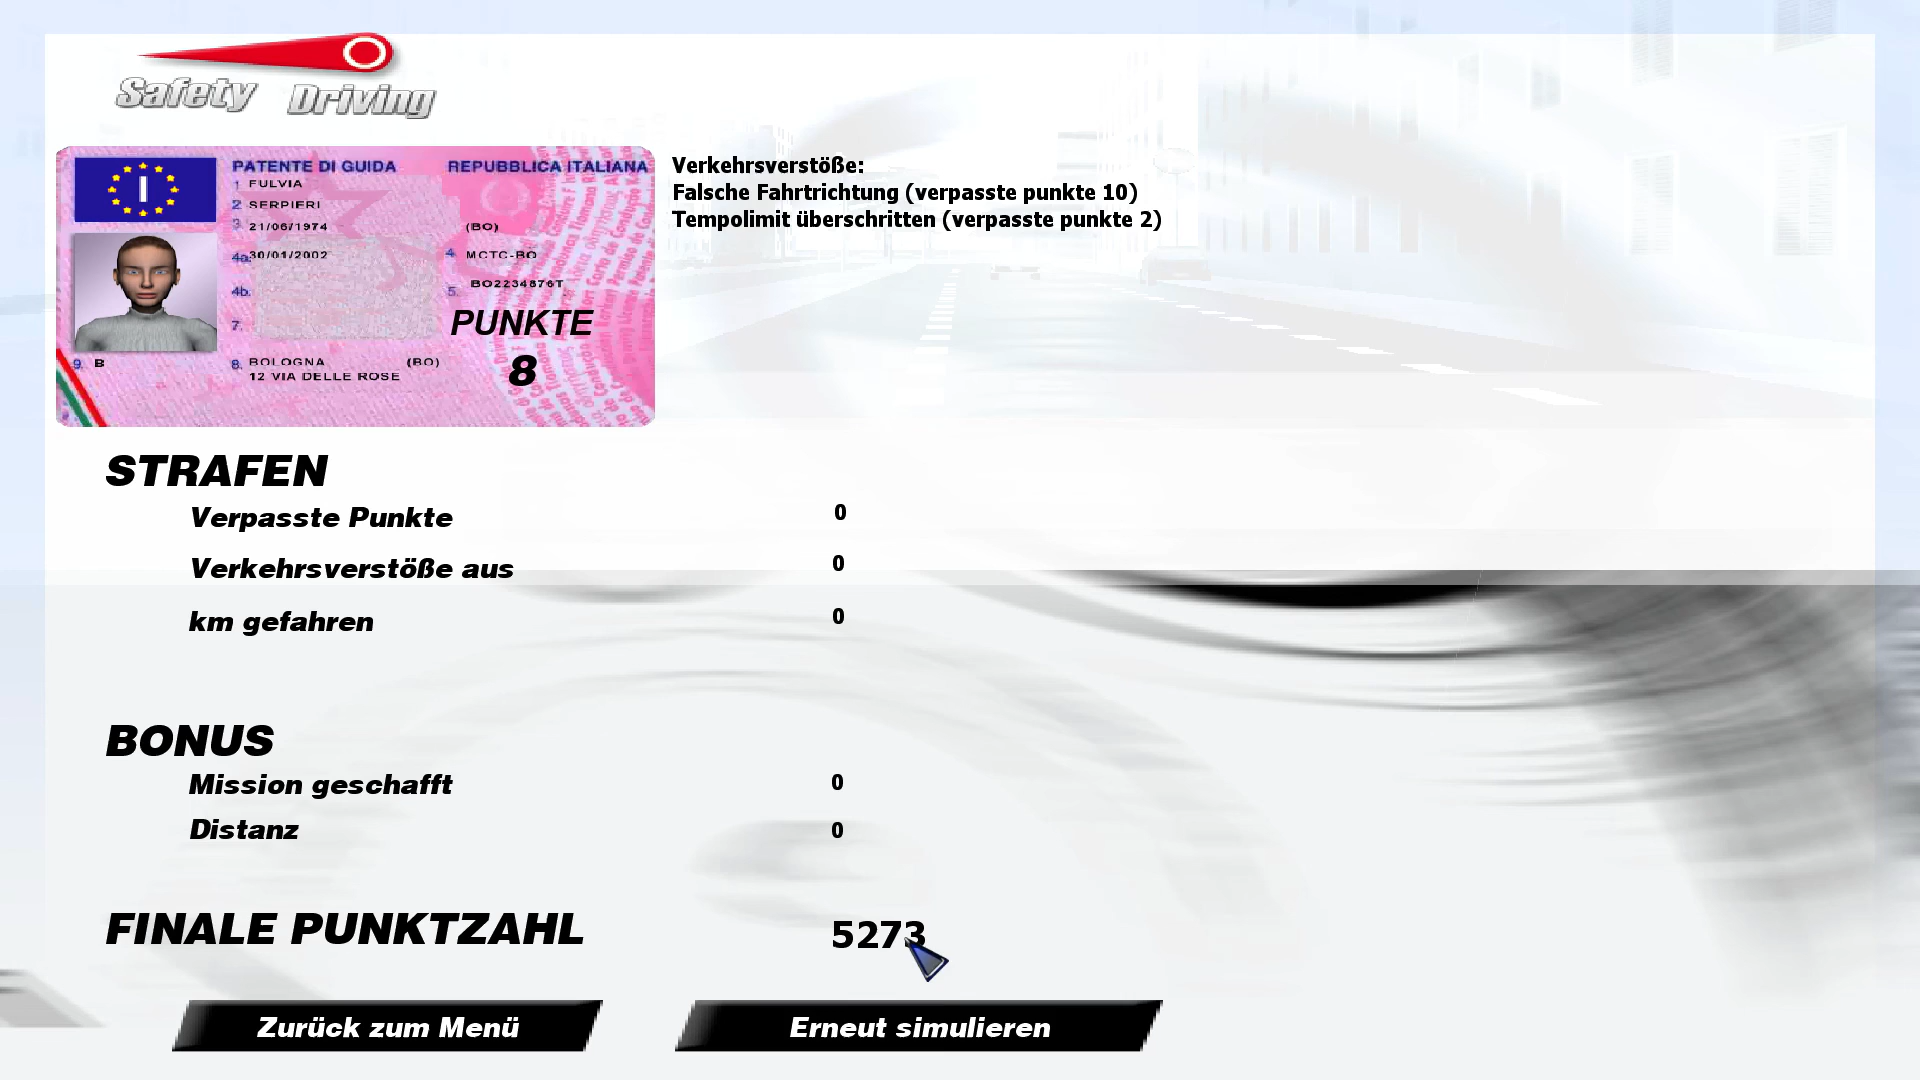 Safety Driving
PATENTE DI GUIDA REPUBBLICA ITALIANA
1 FULVIA
2 SERPIERI
3. 21/06/1974 (BO)
4a. 30/01/2002 4. MCTC-BO
4b. 5. BO2234876T
7. PUNKTE
8
9. B 8. BOLOGNA (BO)
12 VIA DELLE ROSE
Verkehrsverstöße:
Falsche Fahrtrichtung (verpasste punkte 10)
Tempolimit überschritten (verpasste punkte 2)
STRAFEN
Verpasste Punkte 0
Verkehrsverstöße aus 0
km gefahren 0
BONUS
Mission geschafft 0
Distanz 0
FINALE PUNKTZAHL 5273
Zurück zum Menü Erneut simulieren